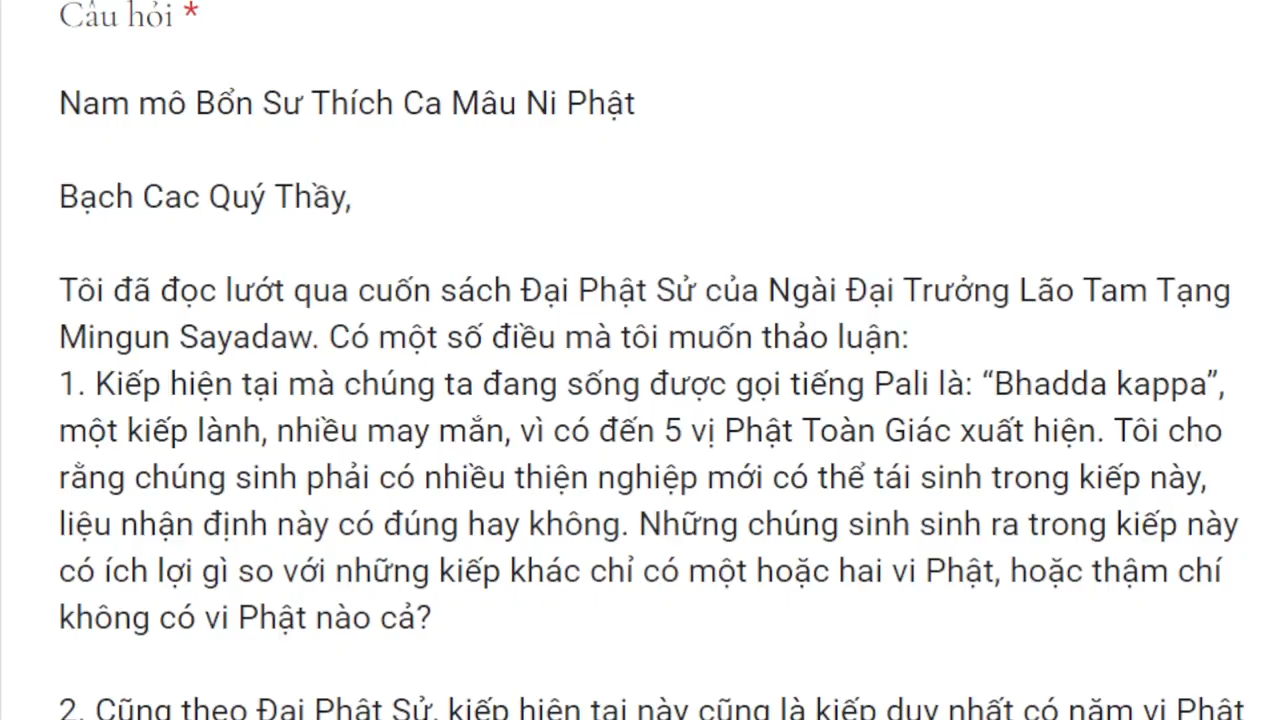 Câu hỏi *
Nam mô Bổn Sư Thích Ca Mâu Ni Phật
Bạch Cac Quý Thầy,
Tôi đã đọc lướt qua cuốn sách Đại Phật Sử của Ngài Đại Trưởng Lão Tam Tạng
Mingun Sayadaw. Có một số điều mà tôi muốn thảo luận:
1. Kiếp hiện tại mà chúng ta đang sống được gọi tiếng Pali là: “Bhadda kappa”,
một kiếp lành, nhiều may mắn, vì có đến 5 vị Phật Toàn Giác xuất hiện. Tôi cho
rằng chúng sinh phải có nhiều thiện nghiệp mới có thể tái sinh trong kiếp này,
liệu nhận định này có đúng hay không. Những chúng sinh sinh ra trong kiếp này
có ích lợi gì so với những kiếp khác chỉ có một hoặc hai vi Phật, hoặc thậm chí
không có vi Phật nào cả?
2. Cũng theo Đại Phật Sử, kiếp hiện tại này cũng là kiếp duy nhất có năm vị Phật